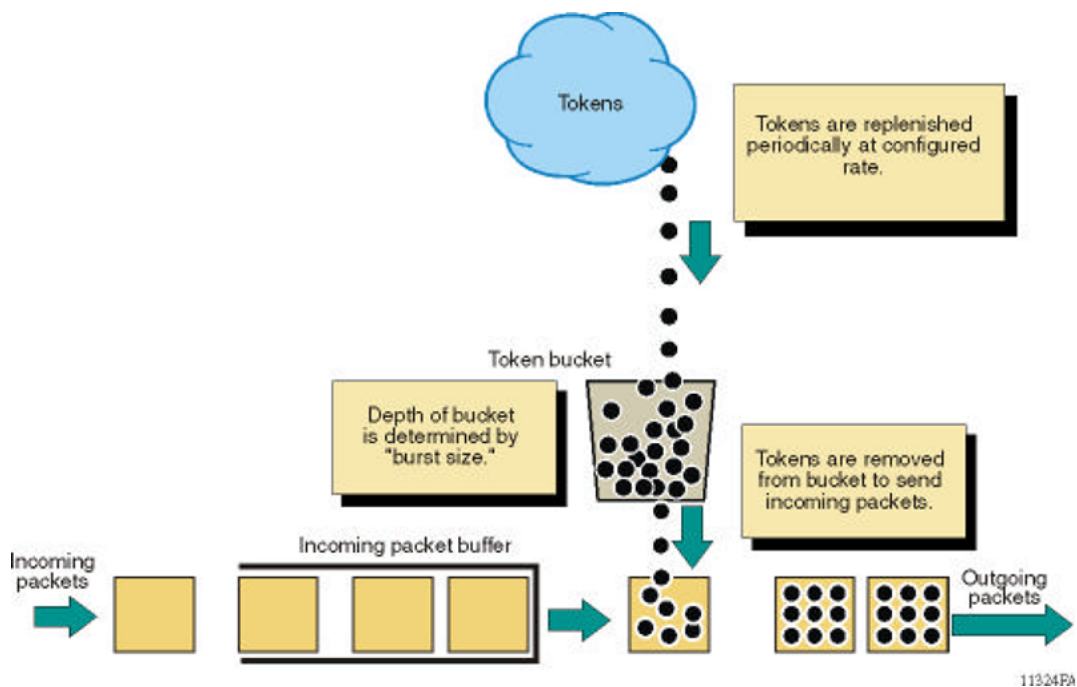 Tokens
Tokens are replenished
periodically at configured
rate.
Token bucket
Depth of bucket
is determined by
"burst size."
Tokens are removed
from bucket to send
incoming packets.
Incoming packet buffer
Incoming
packets
Outgoing
packets
11324PA